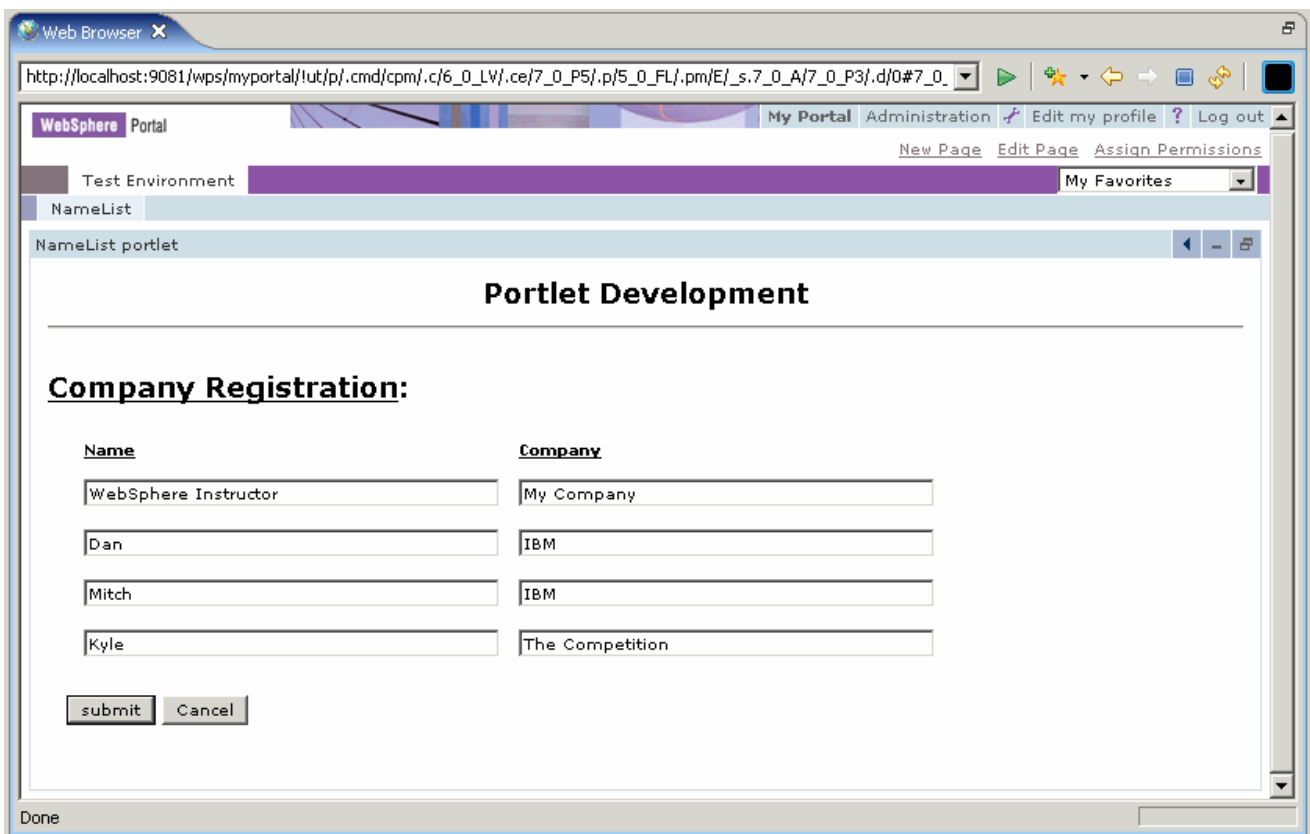 Web Browser
http://localhost:9081/wps/myportal/!ut/p/.cmd/cpm/.c/6_0_LV/.ce/7_0_P5/.p/5_0_FL/.pm/E/_s.7_0_A/7_0_P3/.d/0#7_0_
WebSphere Portal My Portal Administration Edit my profile ? Log out
New Page Edit Page Assign Permissions
Test Environment My Favorites
NameList
NameList portlet
Portlet Development
Company Registration:
Name Company
WebSphere Instructor My Company
Dan IBM
Mitch IBM
Kyle The Competition
submit Cancel
Done